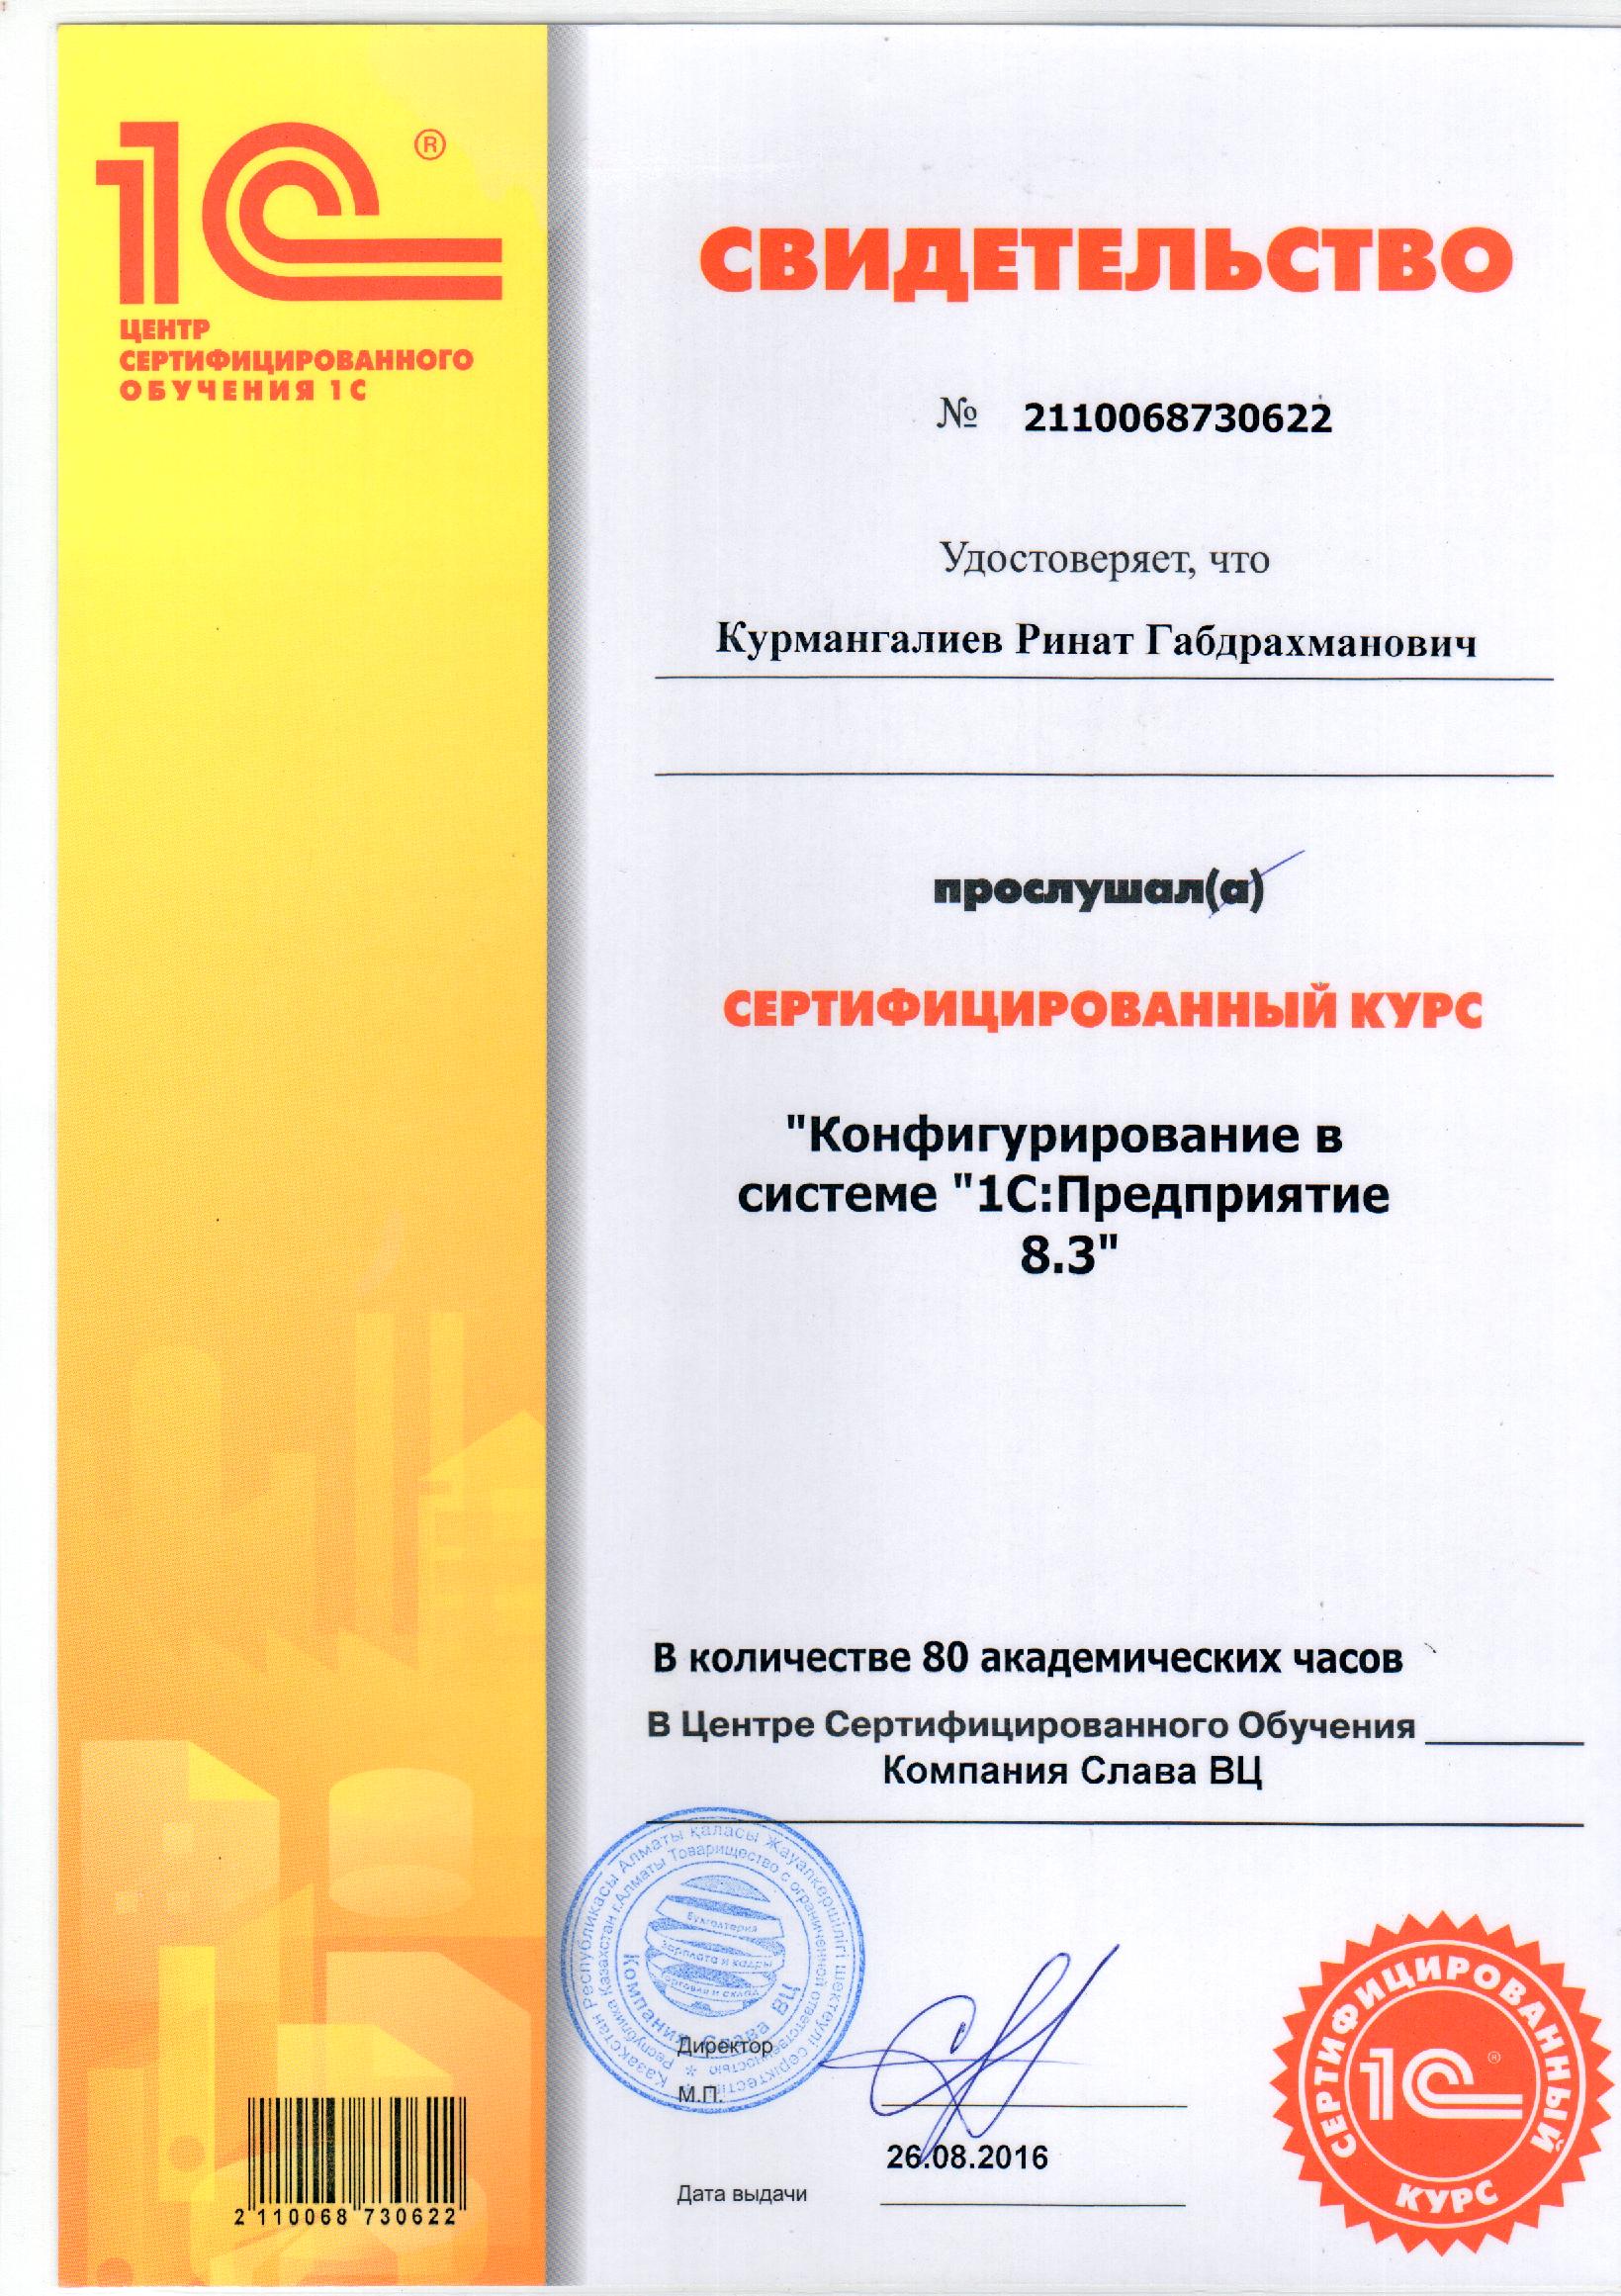 1С®
ЦЕНТР
СЕРТИФИЦИРОВАННОГО
ОБУЧЕНИЯ 1С
СВИДЕТЕЛЬСТВО
№ 2110068730622
Удостоверяет, что
Курмангалиев Ринат Габдрахманович
прослушал(а)
СЕРТИФИЦИРОВАННЫЙ КУРС
"Конфигурирование в
системе "1С:Предприятие
8.3"
В количестве 80 академических часов
В Центре Сертифицированного Обучения
Компания Слава ВЦ
Қазақстан Республикасы Алматы қаласы Жауапкершілігі шектеулі серіктестік
Республика Казахстан г.Алматы Товарищество с ограниченной ответственностью
Компания Слава ВЦ
Бухгалтерия
Зарплата и кадры
Торговля и склад
Директор
М.П.
26.08.2016
Дата выдачи
2 110068 730622
СЕРТИФИЦИРОВАННЫЙ
1С®
КУРС